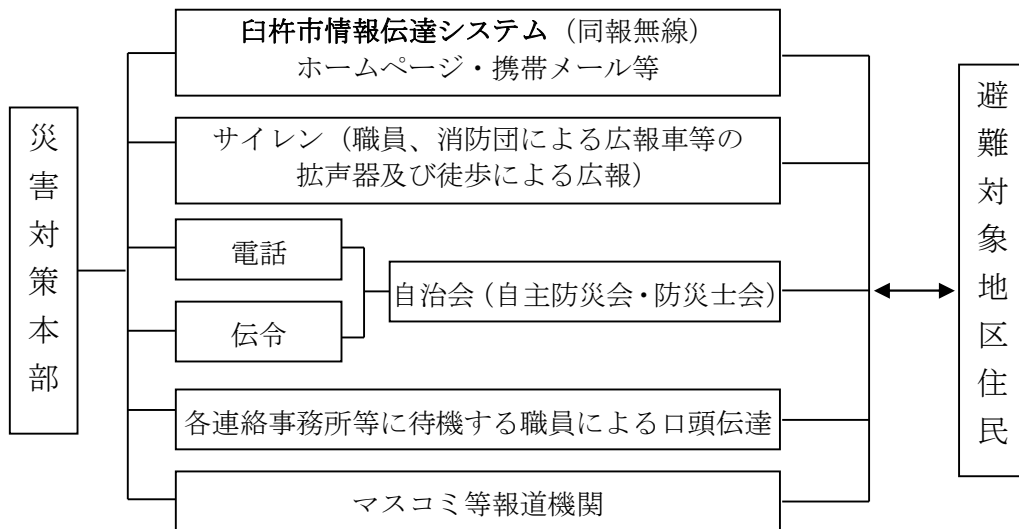 災害対策本部
臼杵市情報伝達システム（同報無線）
ホームページ・携帯メール等
サイレン（職員、消防団による広報車等の
拡声器及び徒歩による広報）
電話
伝令
自治会（自主防災会・防災士会）
各連絡事務所等に待機する職員による口頭伝達
マスコミ等報道機関
避難対象地区住民